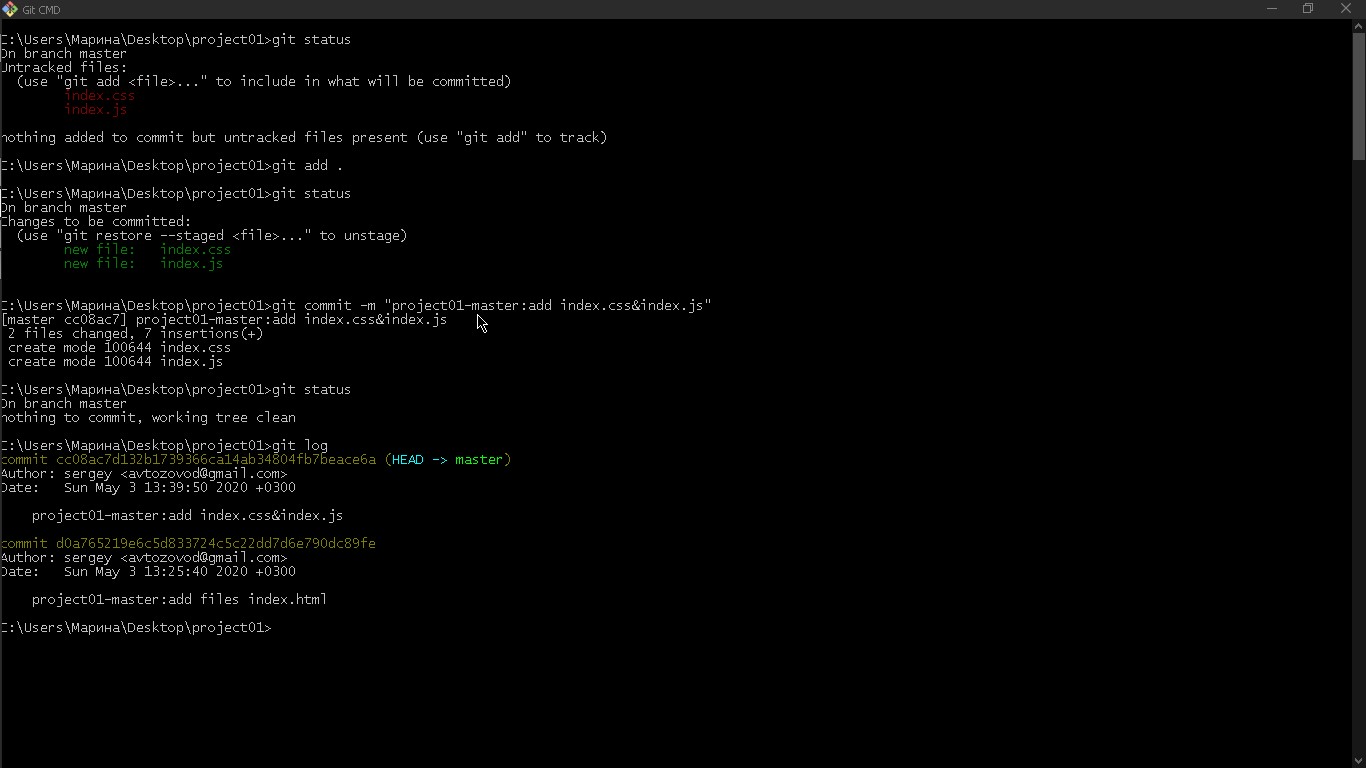 Git CMD
:\Users\Марина\Desktop\project01>git status
On branch master
Untracked files:
  (use "git add <file>..." to include in what will be committed)
        index.css
        index.js
nothing added to commit but untracked files present (use "git add" to track)
:\Users\Марина\Desktop\project01>git add .
:\Users\Марина\Desktop\project01>git status
On branch master
Changes to be committed:
  (use "git restore --staged <file>..." to unstage)
        new file:   index.css
        new file:   index.js
:\Users\Марина\Desktop\project01>git commit -m "project01-master:add index.css&index.js"
[master cc08ac7] project01-master:add index.css&index.js
 2 files changed, 7 insertions(+)
 create mode 100644 index.css
 create mode 100644 index.js
:\Users\Марина\Desktop\project01>git status
On branch master
nothing to commit, working tree clean
:\Users\Марина\Desktop\project01>git log
commit cc08ac7d132b1739366ca14ab34804fb7beace6a (HEAD -> master)
Author: sergey <avtozovod@gmail.com>
Date:   Sun May 3 13:39:50 2020 +0300
    project01-master:add index.css&index.js
commit d0a765219e6c5d833724c5c22dd7d6e790dc89fe
Author: sergey <avtozovod@gmail.com>
Date:   Sun May 3 13:25:40 2020 +0300
    project01-master:add files index.html
:\Users\Марина\Desktop\project01>